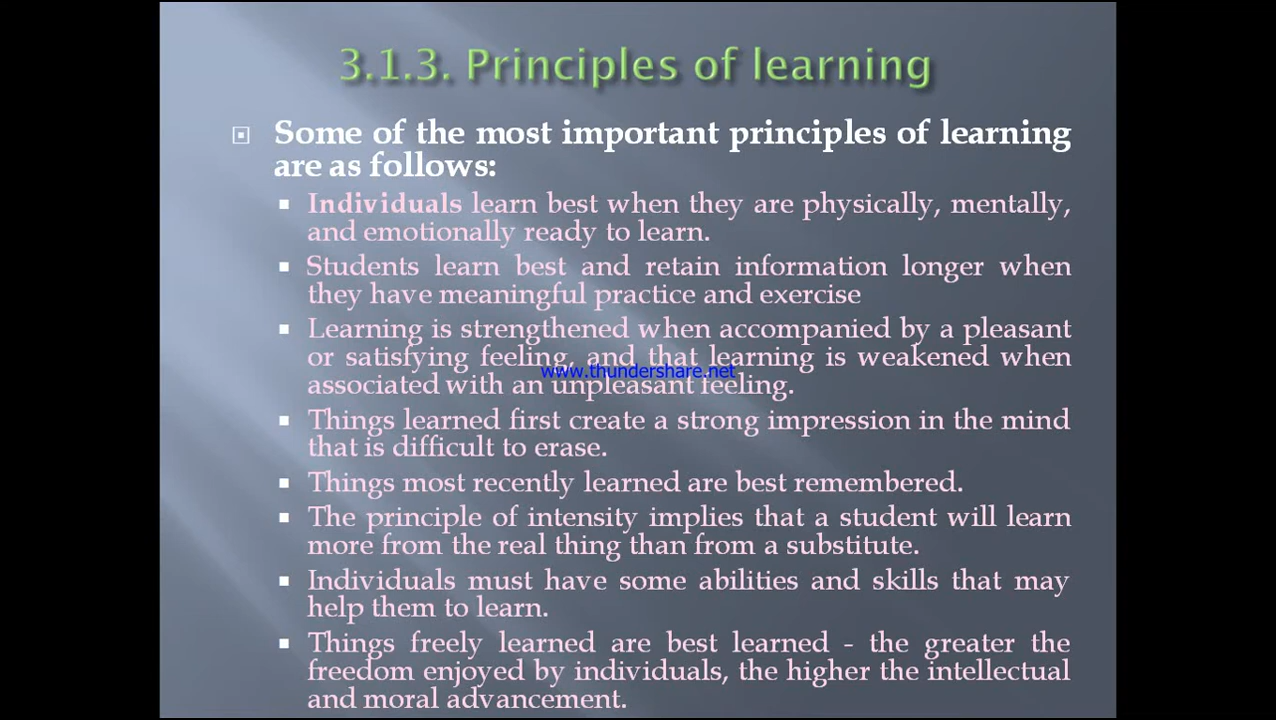 3.1.3. Principles of learning
Some of the most important principles of learning
are as follows:
Individuals learn best when they are physically, mentally,
and emotionally ready to learn.
Students learn best and retain information longer when
they have meaningful practice and exercise
Learning is strengthened when accompanied by a pleasant
or satisfying feeling, and that learning is weakened when
www.thundershare.net
associated with an unpleasant feeling.
Things learned first create a strong impression in the mind
that is difficult to erase.
Things most recently learned are best remembered.
The principle of intensity implies that a student will learn
more from the real thing than from a substitute.
Individuals must have some abilities and skills that may
help them to learn.
Things freely learned are best learned - the greater the
freedom enjoyed by individuals, the higher the intellectual
and moral advancement.